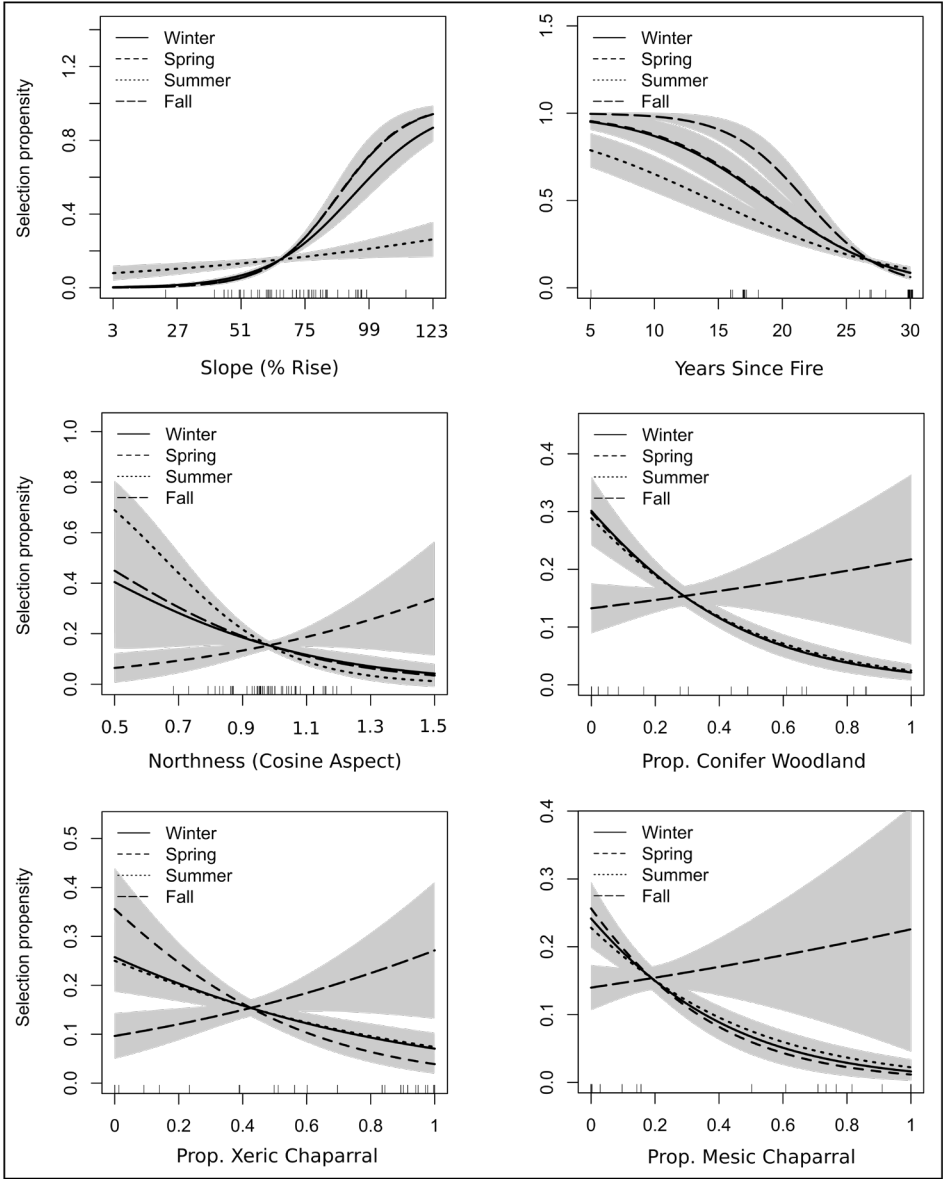 Selection propensity
0.0 0.4 0.8 1.2
Winter
Spring
Summer
Fall
3 27 51 75 99 123
Slope (% Rise)
0.0 0.5 1.0 1.5
Winter
Spring
Summer
Fall
5 10 15 20 25 30
Years Since Fire
Selection propensity
0.0 0.2 0.4 0.6 0.8 1.0
Winter
Spring
Summer
Fall
0.5 0.7 0.9 1.1 1.3 1.5
Northness (Cosine Aspect)
0.0 0.1 0.2 0.3 0.4
Winter
Spring
Summer
Fall
0 0.2 0.4 0.6 0.8 1
Prop. Conifer Woodland
Selection propensity
0.0 0.1 0.2 0.3 0.4 0.5
Winter
Spring
Summer
Fall
0 0.2 0.4 0.6 0.8 1
Prop. Xeric Chaparral
0.0 0.1 0.2 0.3 0.4
Winter
Spring
Summer
Fall
0 0.2 0.4 0.6 0.8 1
Prop. Mesic Chaparral